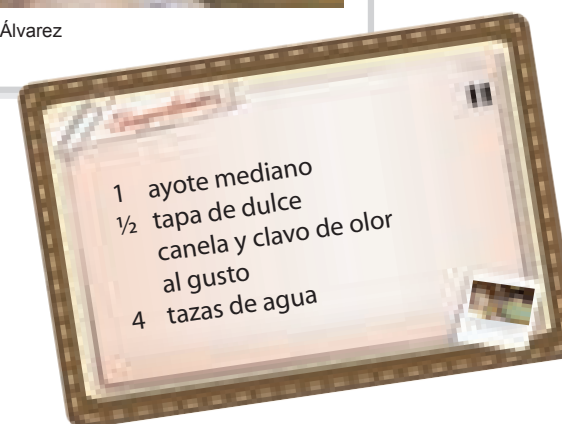 Álvarez
1 ayote mediano
½ tapa de dulce
canela y clavo de olor
al gusto
4 tazas de agua